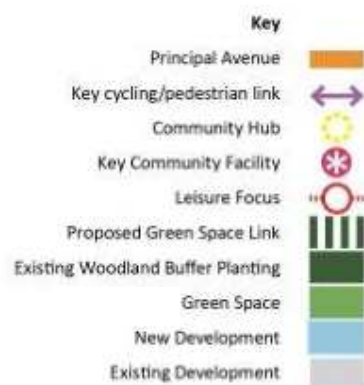 Key
Principal Avenue
Key cycling/pedestrian link
Community Hub
Key Community Facility
Leisure Focus
Proposed Green Space Link
Existing Woodland Buffer Planting
Green Space
New Development
Existing Development